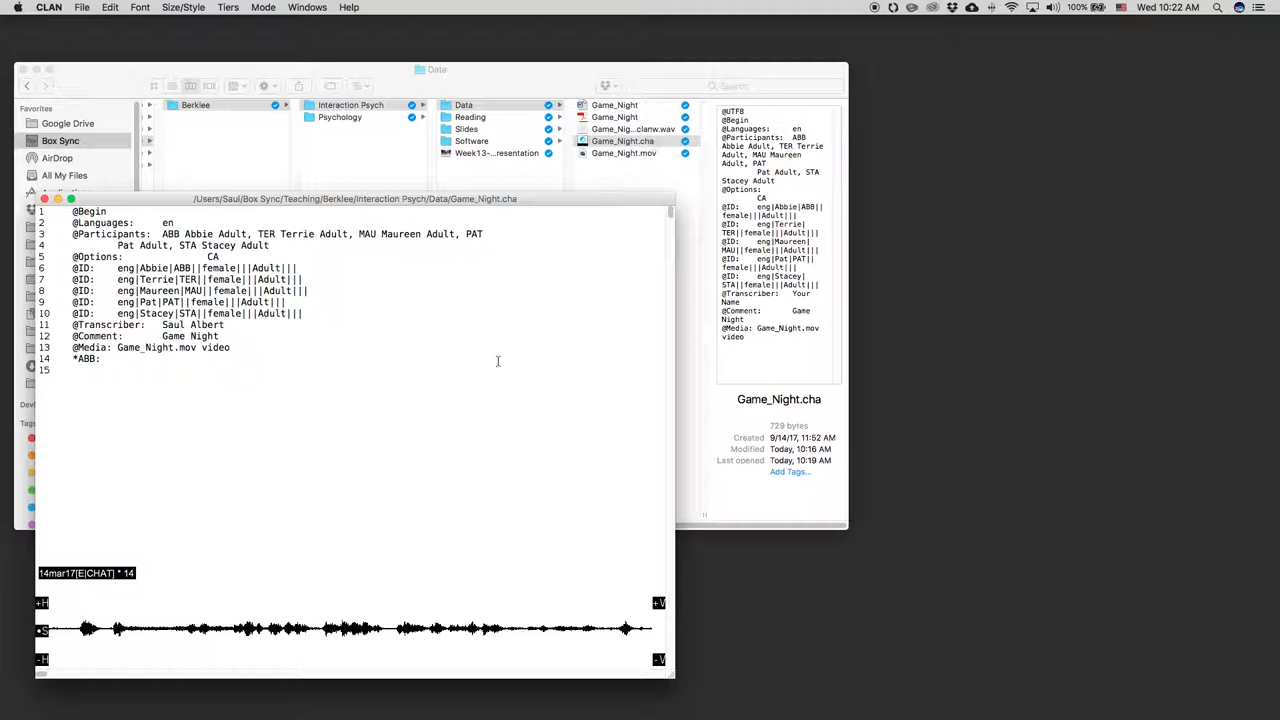 CLAN File Edit Font Size/Style Tiers Mode Windows Help 100% Wed 10:22 AM
Data
Search
Favorites
Google Drive
Box Sync
AirDrop
All My Files
Berklee
Interaction Psych
Psychology
Data
Reading
Slides
Software
Week13-...resentation
Game_Night
Game_Night
Game_Nig...clanw.wav
Game_Night.cha
Game_Night.mov
@UTF8
@Begin
@Languages: en
@Participants: ABB
Abbie Adult, TER Terrie
Adult, MAU Maureen
Adult, PAT
Pat Adult, STA
Stacey Adult
@Options:
CA
@ID: eng|Abbie|ABB||
female|||Adult|||
@ID: eng|Terrie|
TER||female|||Adult|||
@ID: eng|Maureen|
MAU||female|||Adult|||
@ID: eng|Pat|PAT||
female|||Adult|||
@ID: eng|Stacey|
STA||female|||Adult|||
@Transcriber: Your
Name
@Comment: Game
Night
@Media: Game_Night.mov
video
Game_Night.cha
729 bytes
Created 9/14/17, 11:52 AM
Modified Today, 10:16 AM
Last opened Today, 10:19 AM
Add Tags...
/Users/Saul/Box Sync/Teaching/Berklee/Interaction Psych/Data/Game_Night.cha
1 @Begin
2 @Languages: en
3 @Participants: ABB Abbie Adult, TER Terrie Adult, MAU Maureen Adult, PAT
4 Pat Adult, STA Stacey Adult
5 @Options: CA
6 @ID: eng|Abbie|ABB||female|||Adult|||
7 @ID: eng|Terrie|TER||female|||Adult|||
8 @ID: eng|Maureen|MAU||female|||Adult|||
9 @ID: eng|Pat|PAT||female|||Adult|||
10 @ID: eng|Stacey|STA||female|||Adult|||
11 @Transcriber: Saul Albert
12 @Comment: Game Night
13 @Media: Game_Night.mov video
14 *ABB:
15
14mar17[E|CHAT] * 14
+H +V
•S
-H -V